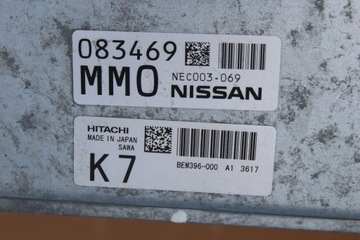 083469
NEC003-069
MMO NISSAN
HITACHI
MADE IN JAPAN
SAWA
K7
BEM396-000 A1 3617